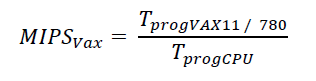 MIPS_Vax = T_progVAX11 / 780 / T_progCPU